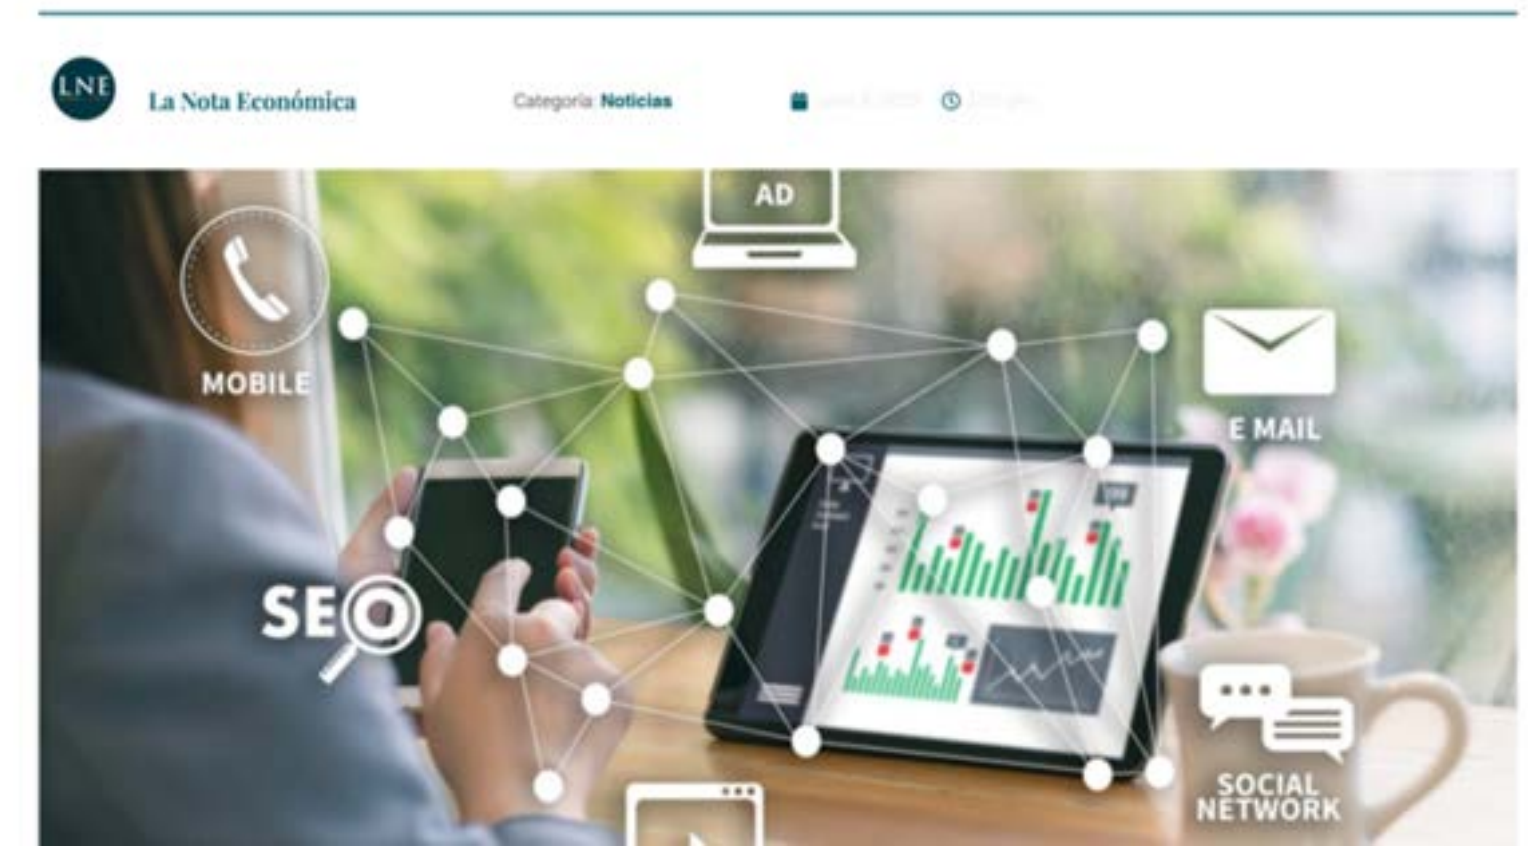 LNE
La Nota Económica
Categoría: Noticias
AD
MOBILE
E MAIL
SEO
SOCIAL
NETWORK